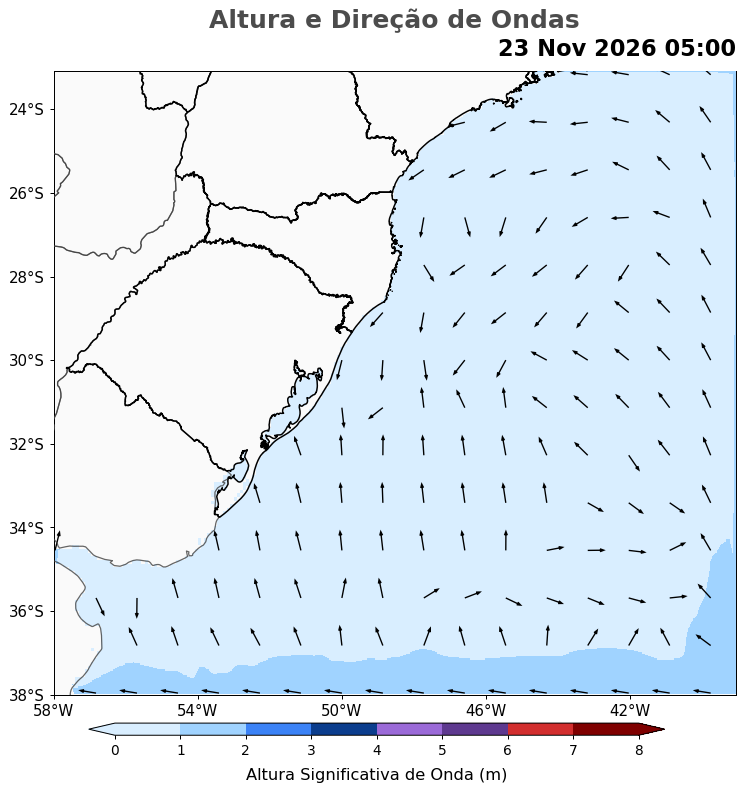 Altura e Direção de Ondas
23 Nov 2026 05:00
24°S
26°S
28°S
30°S
32°S
34°S
36°S
38°S
58°W 54°W 50°W 46°W 42°W
0 1 2 3 4 5 6 7 8
Altura Significativa de Onda (m)